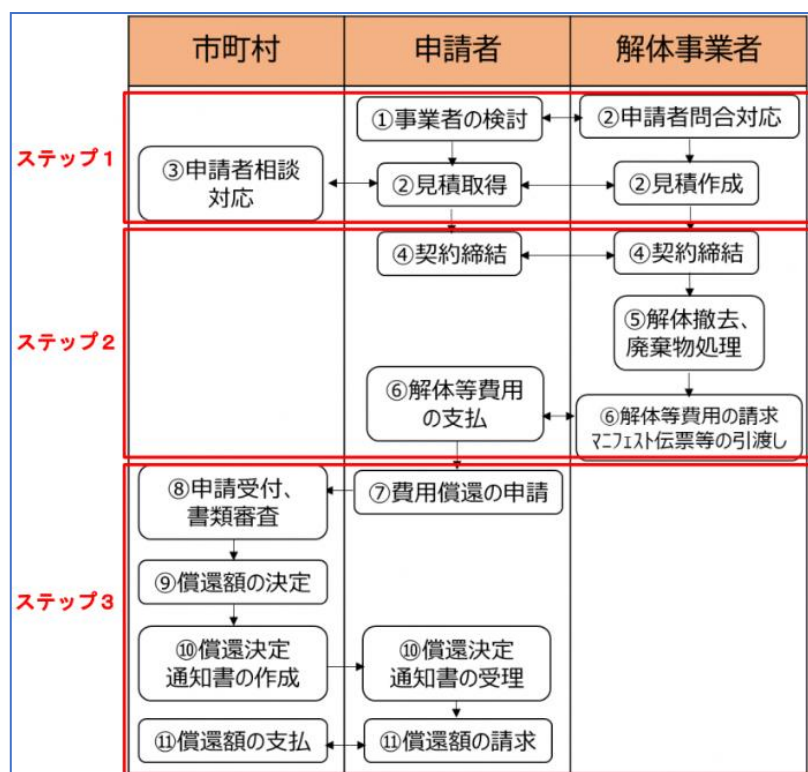 市町村
申請者
解体事業者
ステップ1
①事業者の検討
②申請者問合対応
③申請者相談
対応
②見積取得
②見積作成
ステップ2
④契約締結
④契約締結
⑤解体撤去、
廃棄物処理
⑥解体等費用
の支払
⑥解体等費用の請求
マニフェスト伝票等の引渡し
ステップ3
⑧申請受付、
書類審査
⑦費用償還の申請
⑨償還額の決定
⑩償還決定
通知書の作成
⑩償還決定
通知書の受理
⑪償還額の支払
⑪償還額の請求